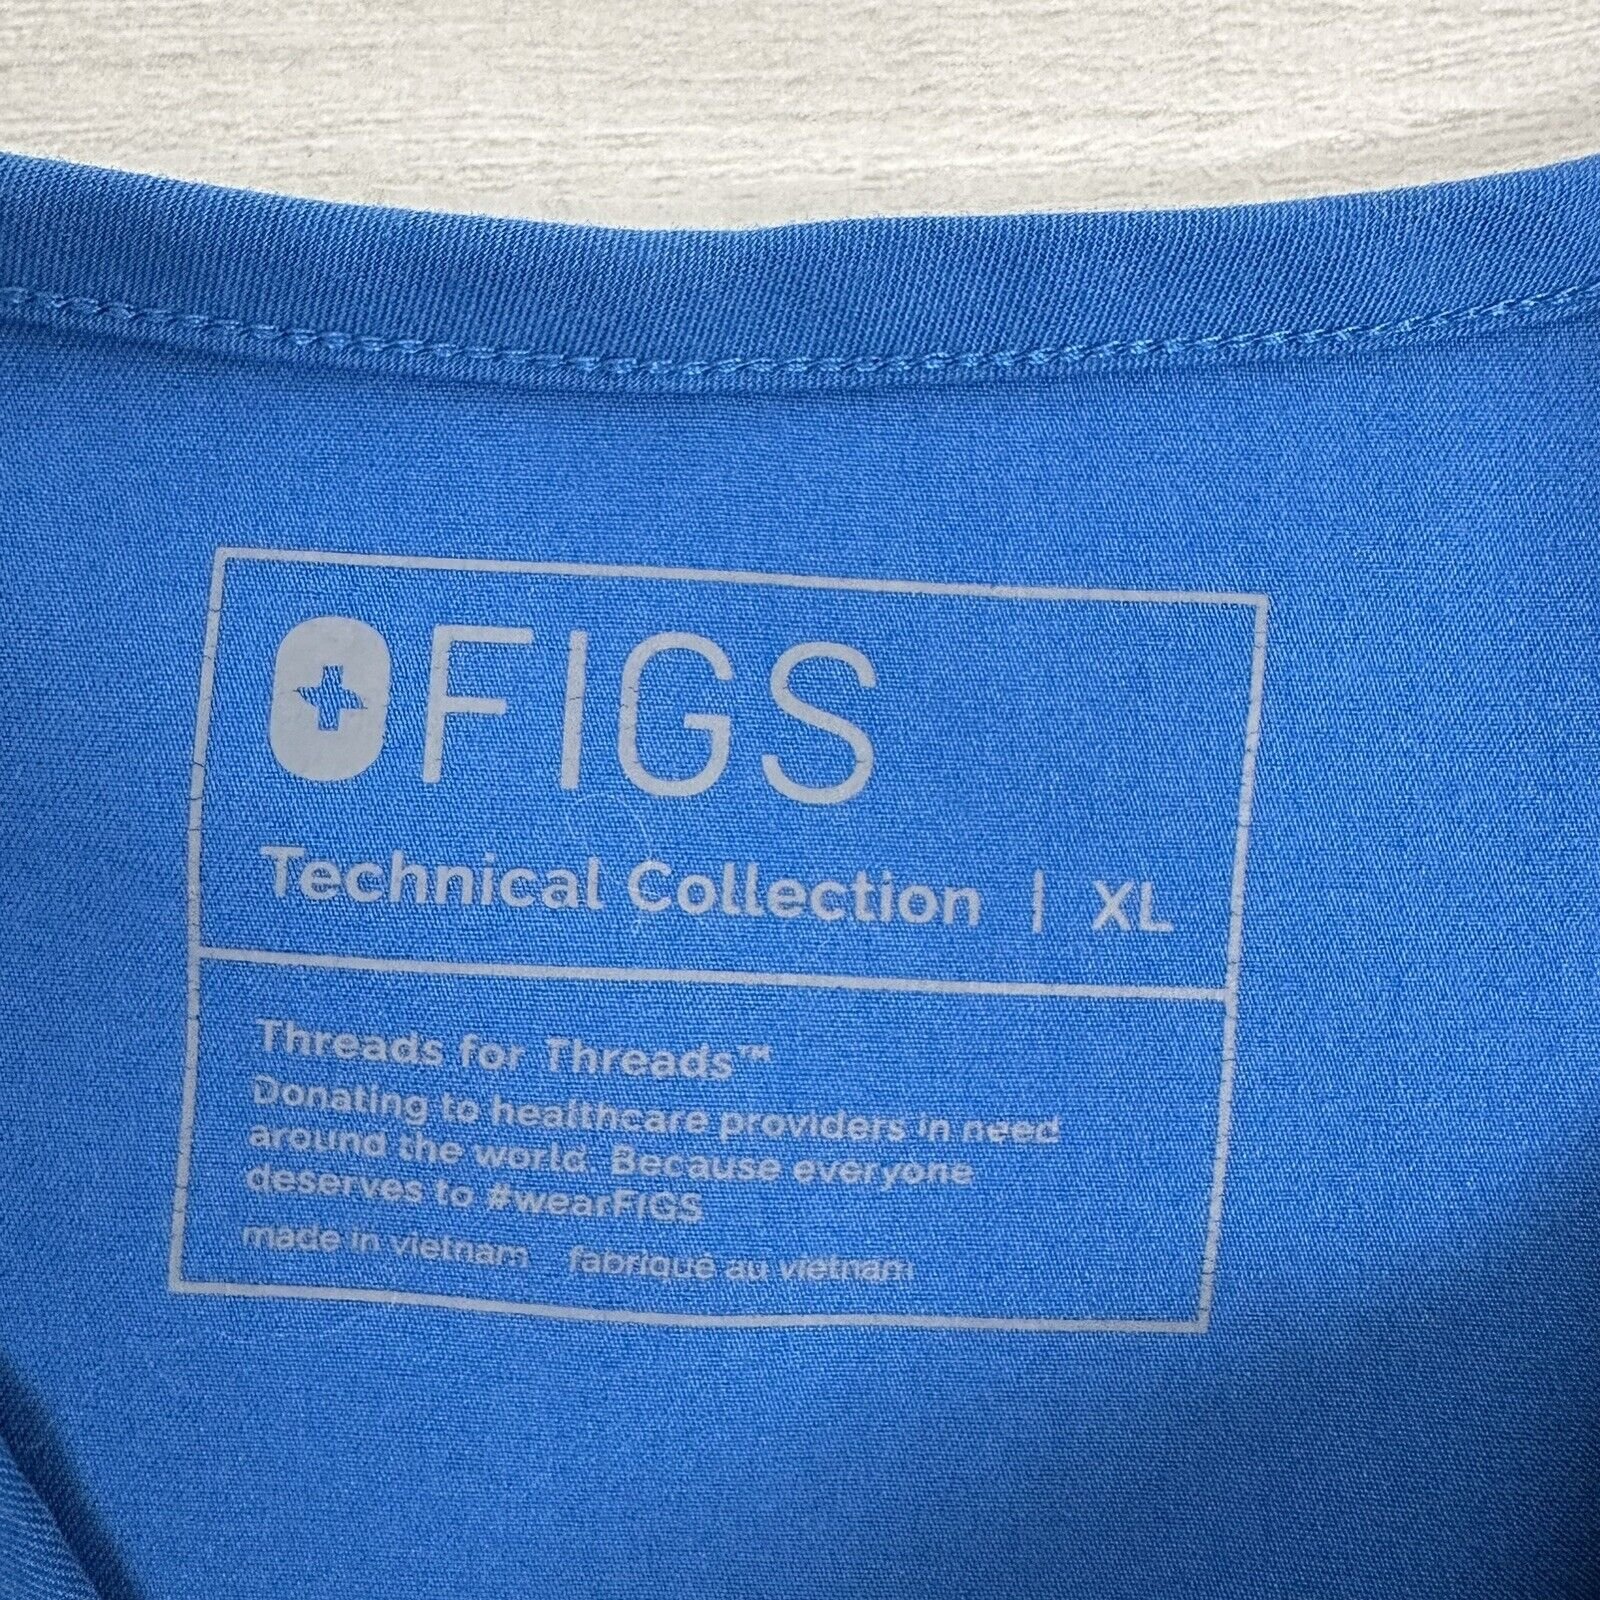 FIGS
Technical Collection | XL
Threads for Threads™
Donating to healthcare providers in need
around the world. Because everyone
deserves to #wearFIGS
made in vietnam fabriqué au vietnam